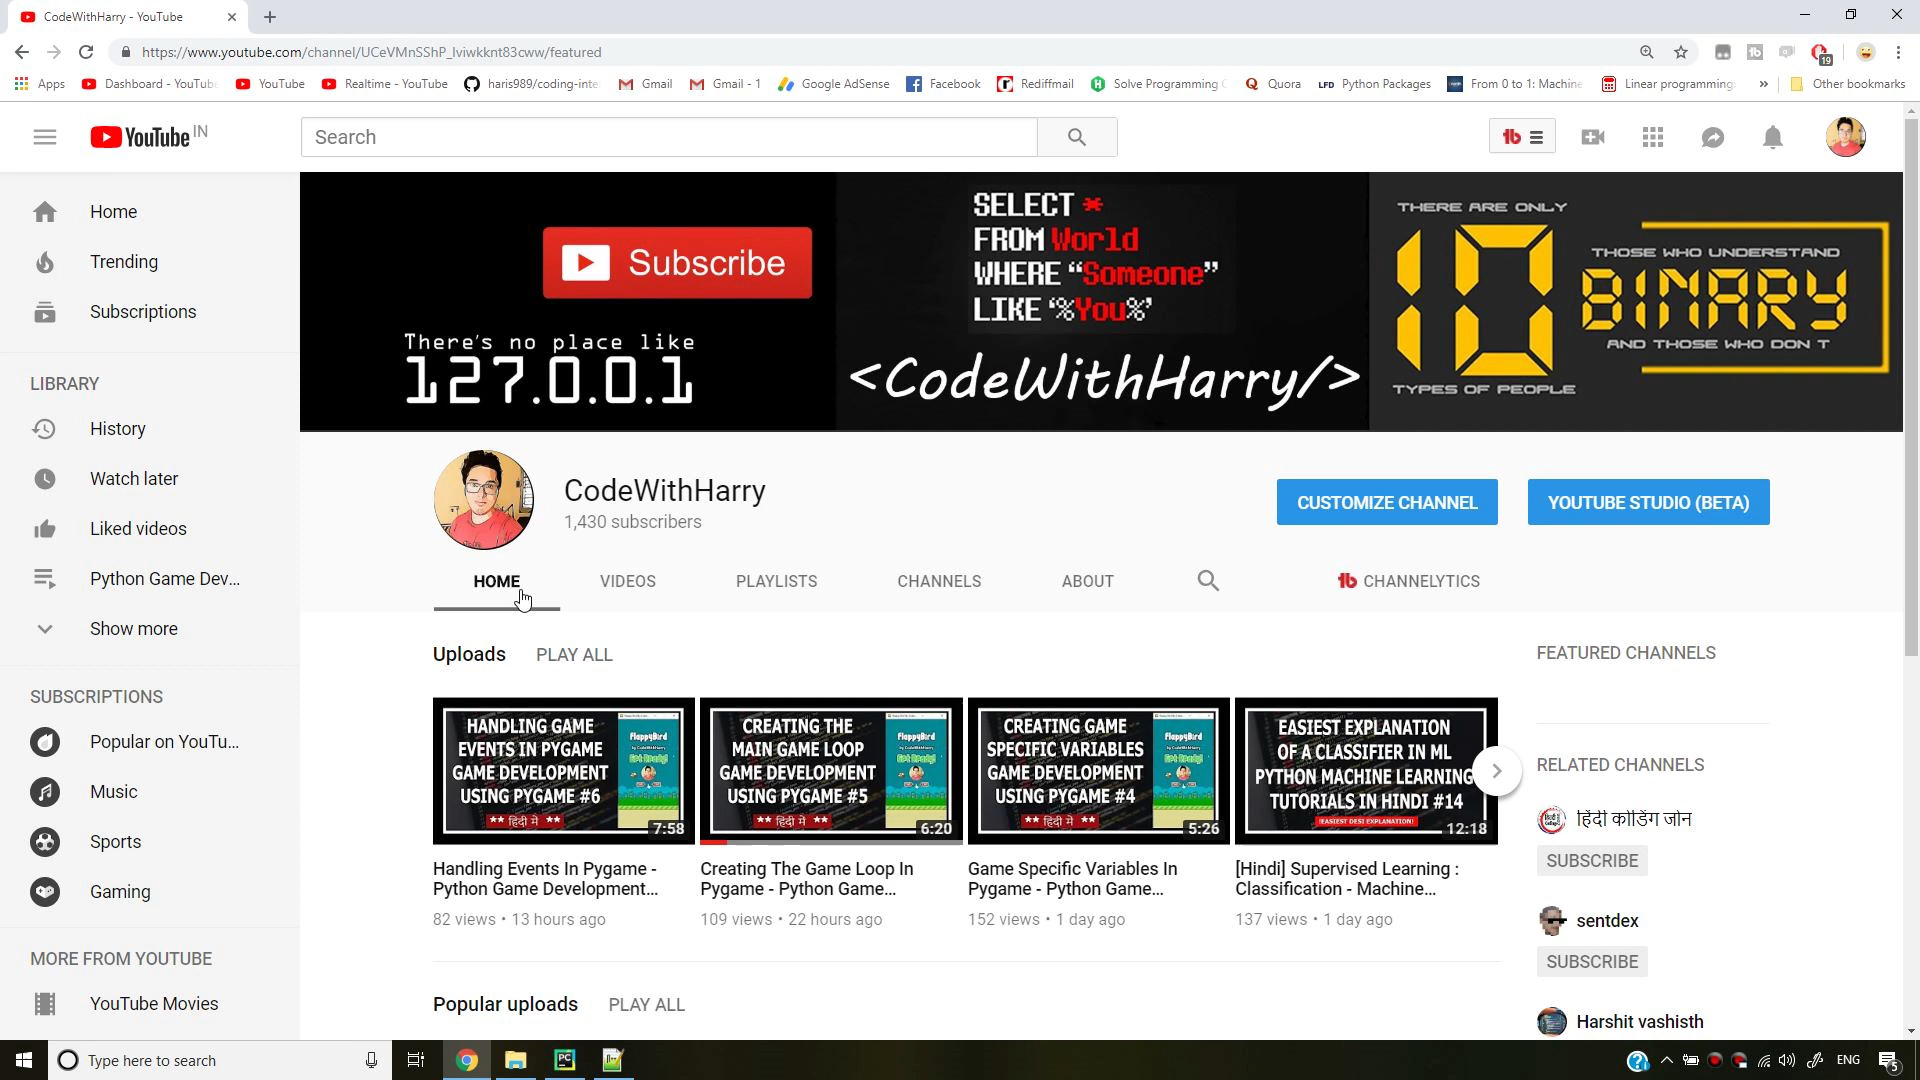 CodeWithHarry - YouTube
https://www.youtube.com/channel/UCeVMnSShP_lviwkknt83cww/featured
19
Apps
Dashboard - YouTube
YouTube
Realtime - YouTube
haris989/coding-inte
Gmail
Gmail - 1
Google AdSense
Facebook
Rediffmail
Solve Programming
Quora
LFD Python Packages
From 0 to 1: Machine
Linear programming
Other bookmarks
YouTube IN
Search
Home
Trending
Subscriptions
LIBRARY
History
Watch later
Liked videos
Python Game Dev...
Show more
SUBSCRIPTIONS
Popular on YouTu...
Music
Sports
Gaming
MORE FROM YOUTUBE
YouTube Movies
Subscribe
There's no place like
127.0.0.1
SELECT *
FROM World
WHERE “Someone”
LIKE ‘%You%’
<CodeWithHarry/>
THERE ARE ONLY
10
TYPES OF PEOPLE
THOSE WHO UNDERSTAND
BINARY
AND THOSE WHO DON T
CodeWithHarry
1,430 subscribers
CUSTOMIZE CHANNEL
YOUTUBE STUDIO (BETA)
HOME
VIDEOS
PLAYLISTS
CHANNELS
ABOUT
tb CHANNELYTICS
Uploads
PLAY ALL
HANDLING GAME
EVENTS IN PYGAME
GAME DEVELOPMENT
USING PYGAME #6
** हिंदी मे **
FlappyBird
7:58
Handling Events In Pygame -
Python Game Development...
82 views • 13 hours ago
CREATING THE
MAIN GAME LOOP
GAME DEVELOPMENT
USING PYGAME #5
** हिंदी मे **
FlappyBird
6:20
Creating The Game Loop In
Pygame - Python Game...
109 views • 22 hours ago
CREATING GAME
SPECIFIC VARIABLES
GAME DEVELOPMENT
USING PYGAME #4
** हिंदी मे **
FlappyBird
5:26
Game Specific Variables In
Pygame - Python Game...
152 views • 1 day ago
EASIEST EXPLANATION
OF A CLASSIFIER IN ML
PYTHON MACHINE LEARNING
TUTORIALS IN HINDI #14
!EASIEST DESI EXPLANATION!
12:18
[Hindi] Supervised Learning :
Classification - Machine...
137 views • 1 day ago
Popular uploads
PLAY ALL
FEATURED CHANNELS
RELATED CHANNELS
हिंदी कोडिंग जोन
SUBSCRIBE
sentdex
SUBSCRIBE
Harshit vashisth
Type here to search
ENG
5